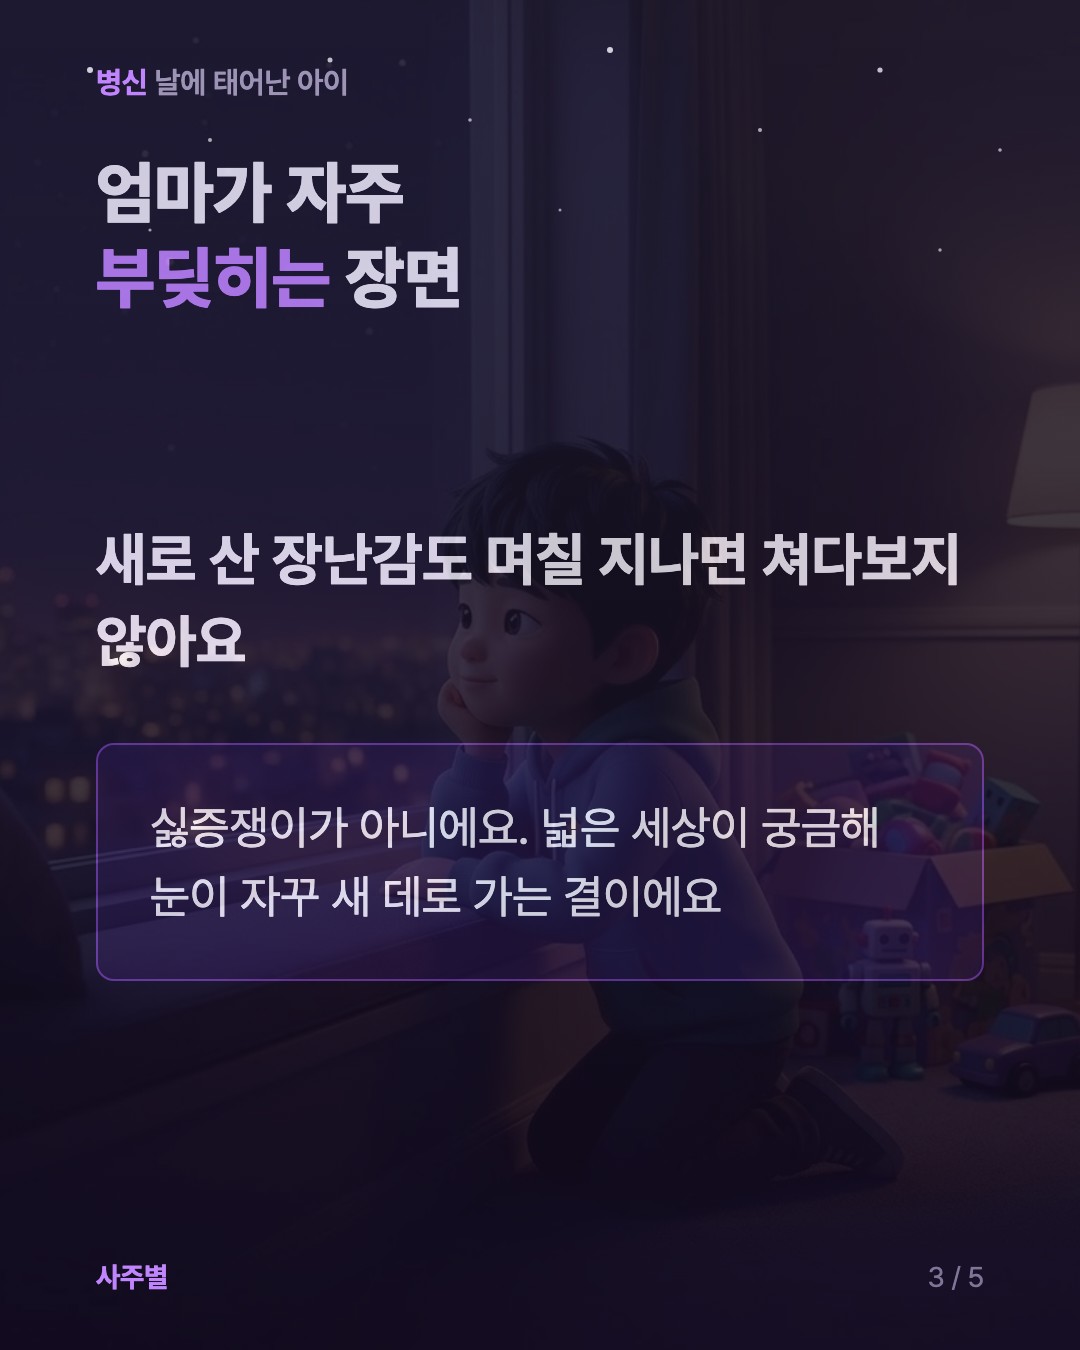 병신 날에 태어난 아이
엄마가 자주
부딪히는 장면
새로 산 장난감도 며칠 지나면 쳐다보지
않아요
싫증쟁이가 아니에요. 넓은 세상이 궁금해
눈이 자꾸 새 데로 가는 결이에요
사주별
3 / 5